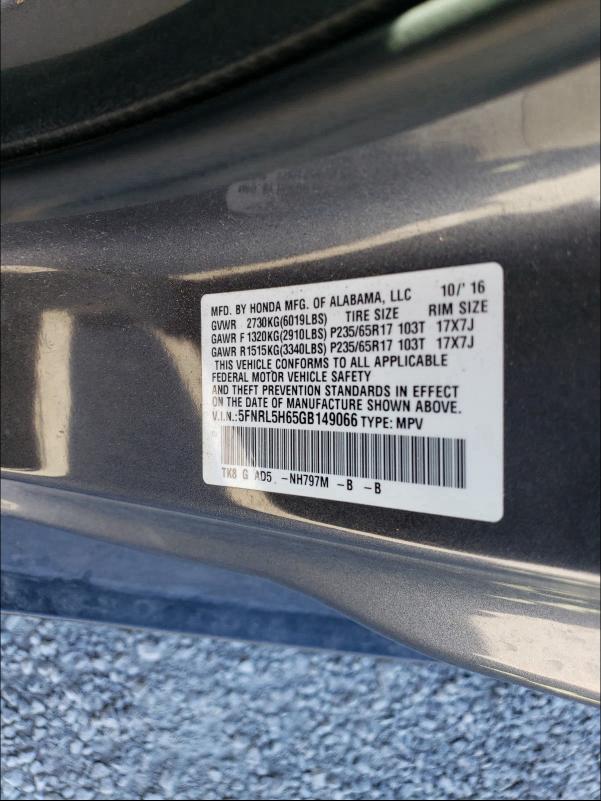 MFD. BY HONDA MFG. OF ALABAMA, LLC 10/'16
GVWR 2730KG(6019LBS) TIRE SIZE RIM SIZE
GAWR F 1320KG(2910LBS) P235/65R17 103T 17X7J
GAWR R1515KG(3340LBS) P235/65R17 103T 17X7J
THIS VEHICLE CONFORMS TO ALL APPLICABLE
FEDERAL MOTOR VEHICLE SAFETY
AND THEFT PREVENTION STANDARDS IN EFFECT
ON THE DATE OF MANUFACTURE SHOWN ABOVE.
V.I.N.:5FNRL5H65GB149066 TYPE: MPV
TK8 G AD5 -NH797M -B -B